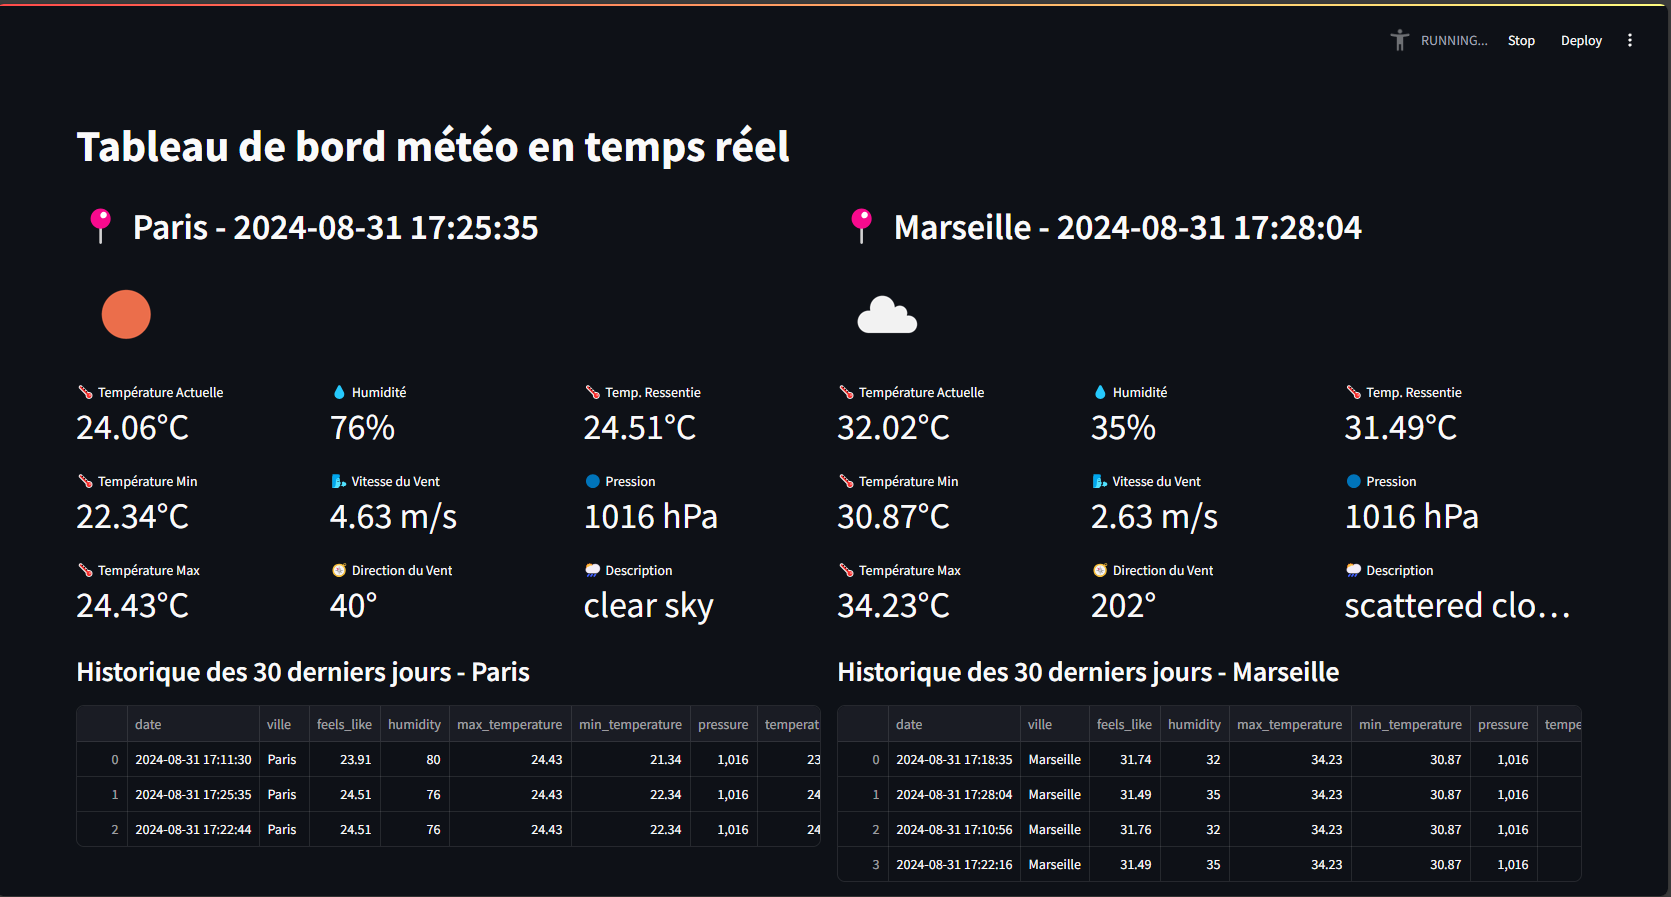 RUNNING... Stop Deploy
Tableau de bord météo en temps réel
Paris - 2024-08-31 17:25:35
Température Actuelle Humidité Temp. Ressentie
24.06°C 76% 24.51°C
Température Min Vitesse du Vent Pression
22.34°C 4.63 m/s 1016 hPa
Température Max Direction du Vent Description
24.43°C 40° clear sky
Historique des 30 derniers jours - Paris
date ville feels_like humidity max_temperature min_temperature pressure temperat
0 2024-08-31 17:11:30 Paris 23.91 80 24.43 21.34 1,016 23
1 2024-08-31 17:25:35 Paris 24.51 76 24.43 22.34 1,016 24
2 2024-08-31 17:22:44 Paris 24.51 76 24.43 22.34 1,016 24
Marseille - 2024-08-31 17:28:04
Température Actuelle Humidité Temp. Ressentie
32.02°C 35% 31.49°C
Température Min Vitesse du Vent Pression
30.87°C 2.63 m/s 1016 hPa
Température Max Direction du Vent Description
34.23°C 202° scattered clo...
Historique des 30 derniers jours - Marseille
date ville feels_like humidity max_temperature min_temperature pressure tempe
0 2024-08-31 17:18:35 Marseille 31.74 32 34.23 30.87 1,016
1 2024-08-31 17:28:04 Marseille 31.49 35 34.23 30.87 1,016
2 2024-08-31 17:10:56 Marseille 31.76 32 34.23 30.87 1,016
3 2024-08-31 17:22:16 Marseille 31.49 35 34.23 30.87 1,016